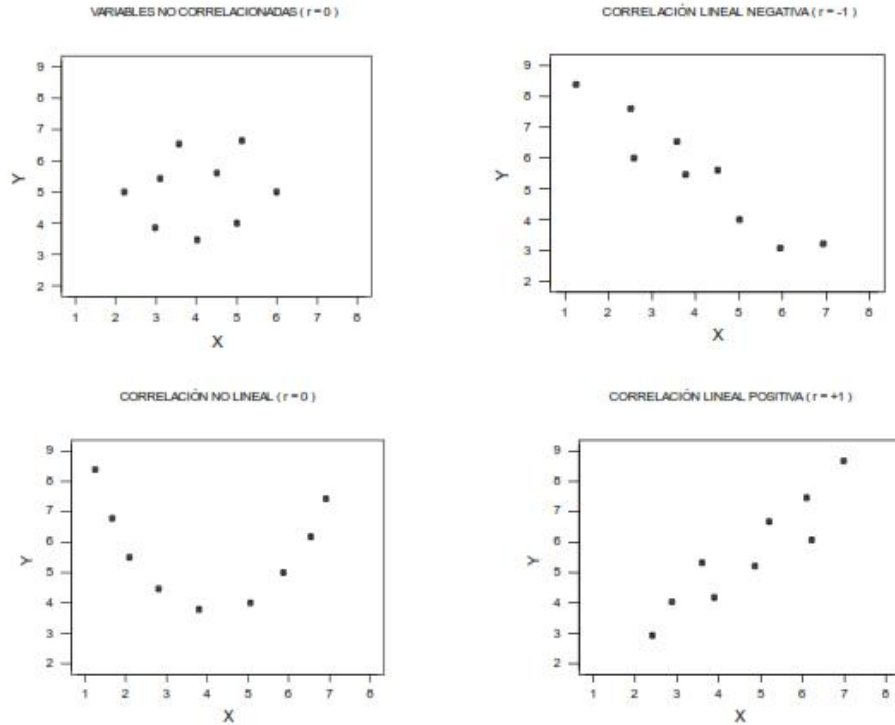 VARIABLES NO CORRELACIONADAS ( r = 0 )
9
8
7
6
5
4
3
2
Y
1 2 3 4 5 6 7 8
X
CORRELACIÓN LINEAL NEGATIVA ( r = -1 )
9
8
7
6
5
4
3
2
Y
1 2 3 4 5 6 7 8
X
CORRELACIÓN NO LINEAL ( r = 0 )
9
8
7
6
5
4
3
2
Y
1 2 3 4 5 6 7 8
X
CORRELACIÓN LINEAL POSITIVA ( r = +1 )
9
8
7
6
5
4
3
2
Y
1 2 3 4 5 6 7 8
X